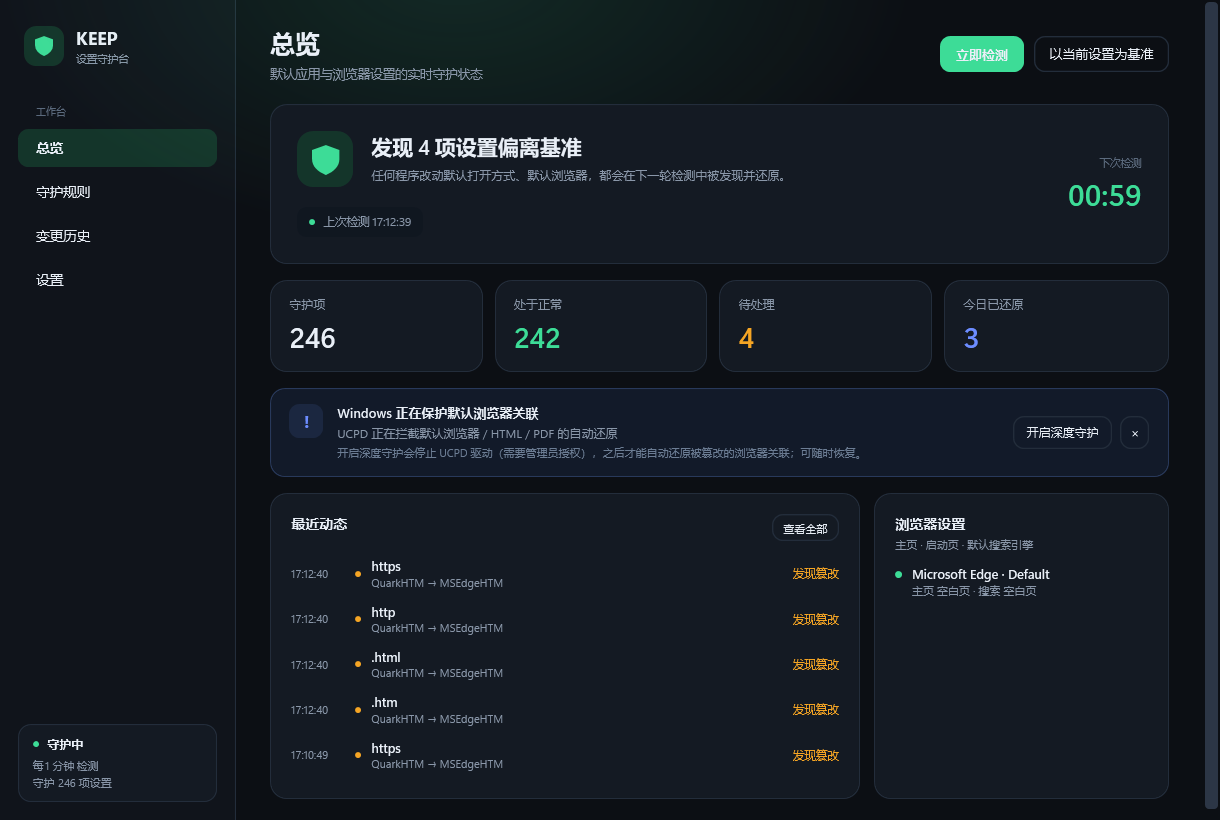 KEEP
设置守护台
工作台
总览
守护规则
变更历史
设置
守护中
每 1 分钟 检测
守护 246 项设置
总览
默认应用与浏览器设置的实时守护状态
立即检测
以当前设置为基准
发现 4 项设置偏离基准
任何程序改动默认打开方式、默认浏览器，都会在下一轮检测中被发现并还原。
上次检测 17:12:39
下次检测
00:59
守护项
246
处于正常
242
待处理
4
今日已还原
3
!
Windows 正在保护默认浏览器关联
UCPD 正在拦截默认浏览器 / HTML / PDF 的自动还原
开启深度守护会停止 UCPD 驱动（需要管理员授权），之后才能自动还原被篡改的浏览器关联；可随时恢复。
开启深度守护
×
最近动态
查看全部
17:12:40
https
QuarkHTM → MSEdgeHTM
发现篡改
17:12:40
http
QuarkHTM → MSEdgeHTM
发现篡改
17:12:40
.html
QuarkHTM → MSEdgeHTM
发现篡改
17:12:40
.htm
QuarkHTM → MSEdgeHTM
发现篡改
17:10:49
https
QuarkHTM → MSEdgeHTM
发现篡改
浏览器设置
主页 · 启动页 · 默认搜索引擎
Microsoft Edge · Default
主页 空白页 · 搜索 空白页